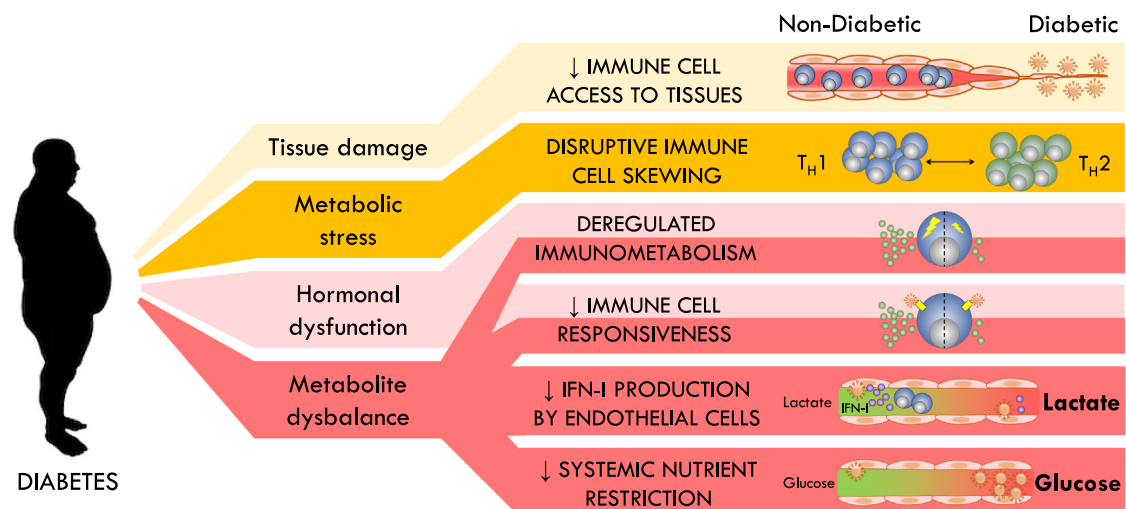 Non-Diabetic
Diabetic
↓ IMMUNE CELL
ACCESS TO TISSUES
Tissue damage
DISRUPTIVE IMMUNE
CELL SKEWING
TH1
TH2
Metabolic
stress
DEREGULATED
IMMUNOMETABOLISM
Hormonal
dysfunction
↓ IMMUNE CELL
RESPONSIVENESS
Metabolite
dysbalance
↓ IFN-I PRODUCTION
BY ENDOTHELIAL CELLS
Lactate
IFN-I
Lactate
↓ SYSTEMIC NUTRIENT
RESTRICTION
Glucose
Glucose
DIABETES